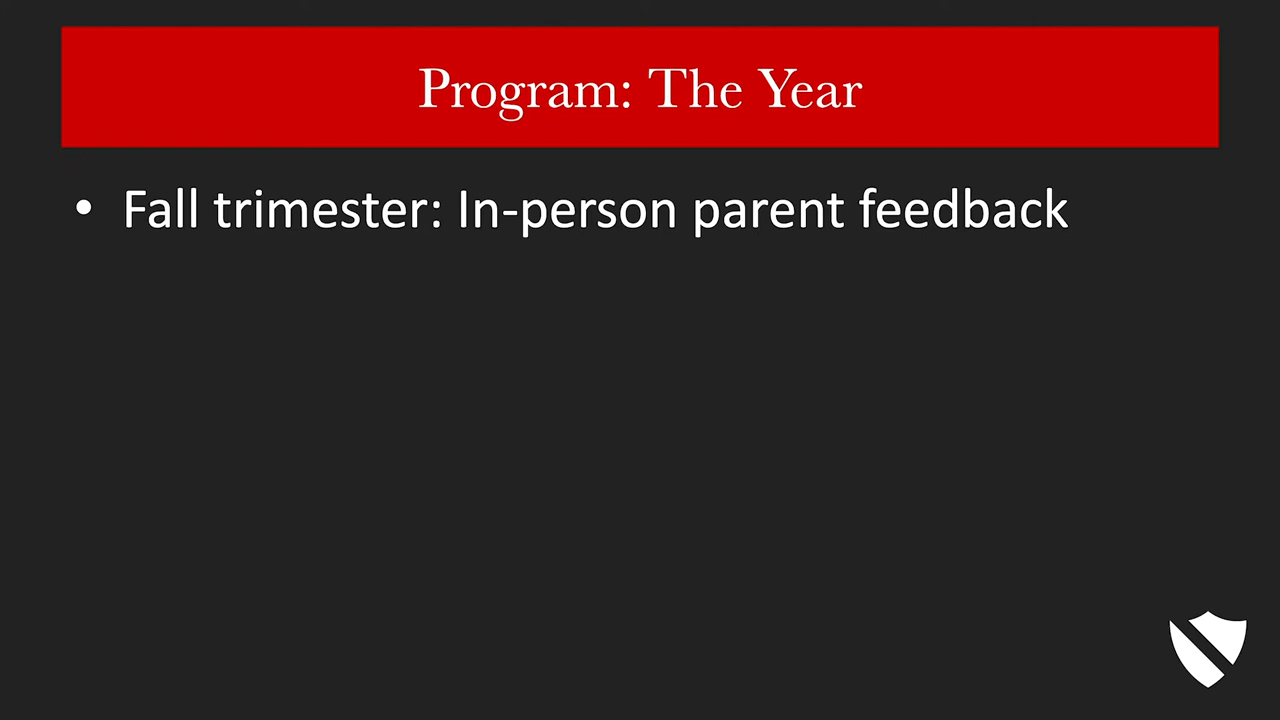 Program: The Year
• Fall trimester: In-person parent feedback